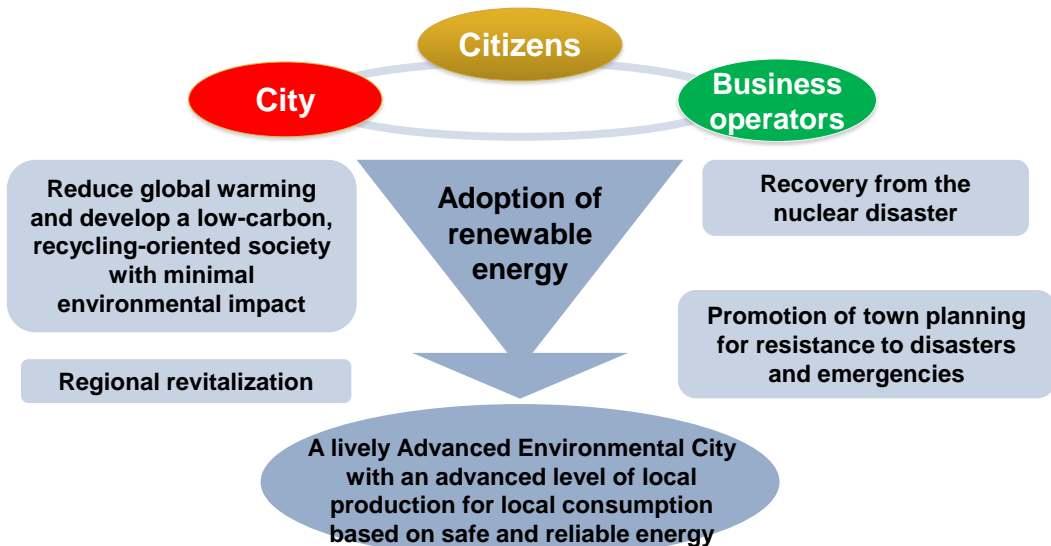 Citizens
City
Business
operators
Reduce global warming
and develop a low-carbon,
recycling-oriented society
with minimal
environmental impact
Adoption of
renewable
energy
Recovery from the
nuclear disaster
Regional revitalization
Promotion of town planning
for resistance to disasters
and emergencies
A lively Advanced Environmental City
with an advanced level of local
production for local consumption
based on safe and reliable energy